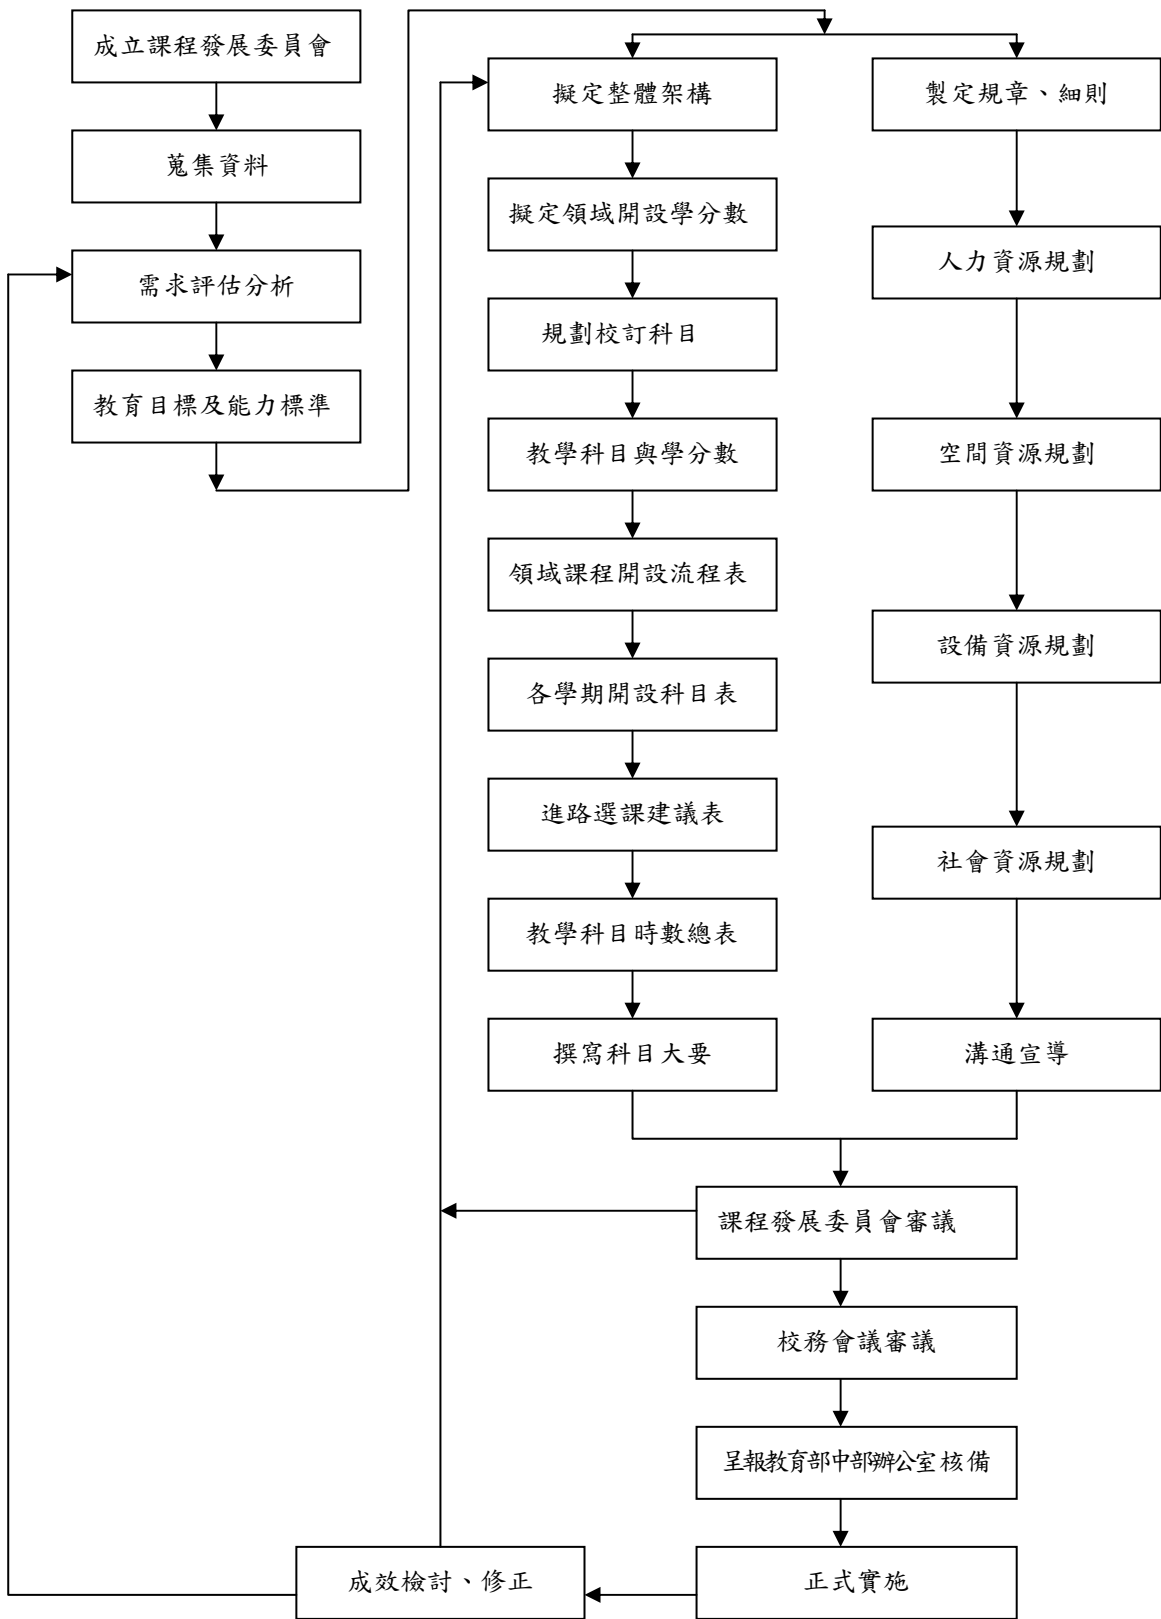 成立課程發展委員會
蒐集資料
需求評估分析
教育目標及能力標準
擬定整體架構
擬定領域開設學分數
規劃校訂科目
教學科目與學分數
領域課程開設流程表
各學期開設科目表
進路選課建議表
教學科目時數總表
撰寫科目大要
製定規章、細則
人力資源規劃
空間資源規劃
設備資源規劃
社會資源規劃
溝通宣導
課程發展委員會審議
校務會議審議
呈報教育部中部辦公室核備
正式實施
成效檢討、修正